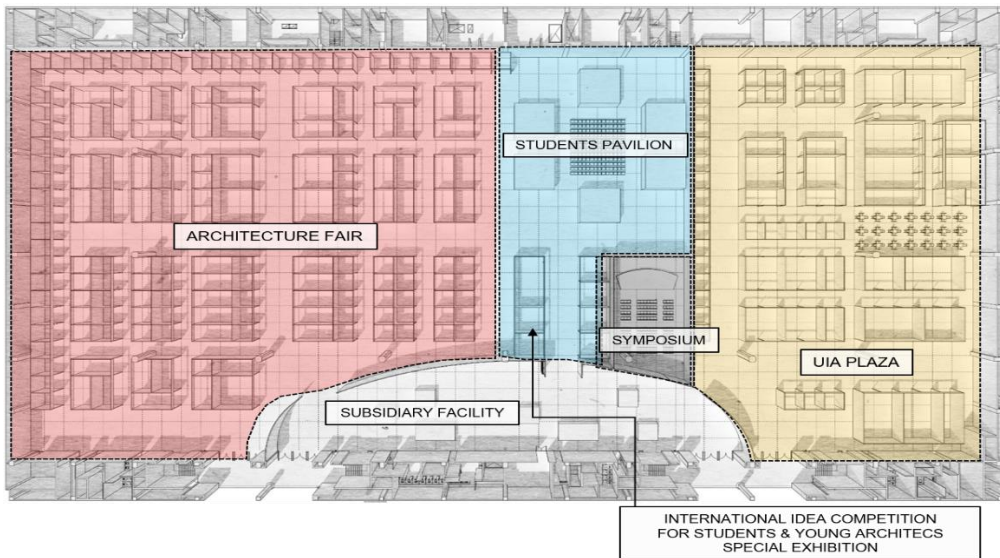 STUDENTS PAVILION
ARCHITECTURE FAIR
SYMPOSIUM
UIA PLAZA
SUBSIDIARY FACILITY
INTERNATIONAL IDEA COMPETITION
FOR STUDENTS & YOUNG ARCHITECS
SPECIAL EXHIBITION